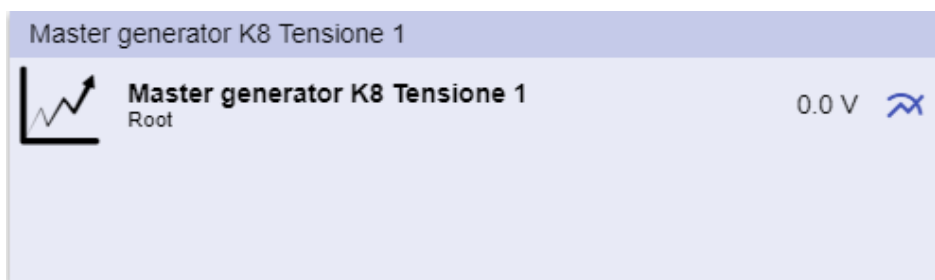 Master generator K8 Tensione 1
Master generator K8 Tensione 1
0.0 V
Root